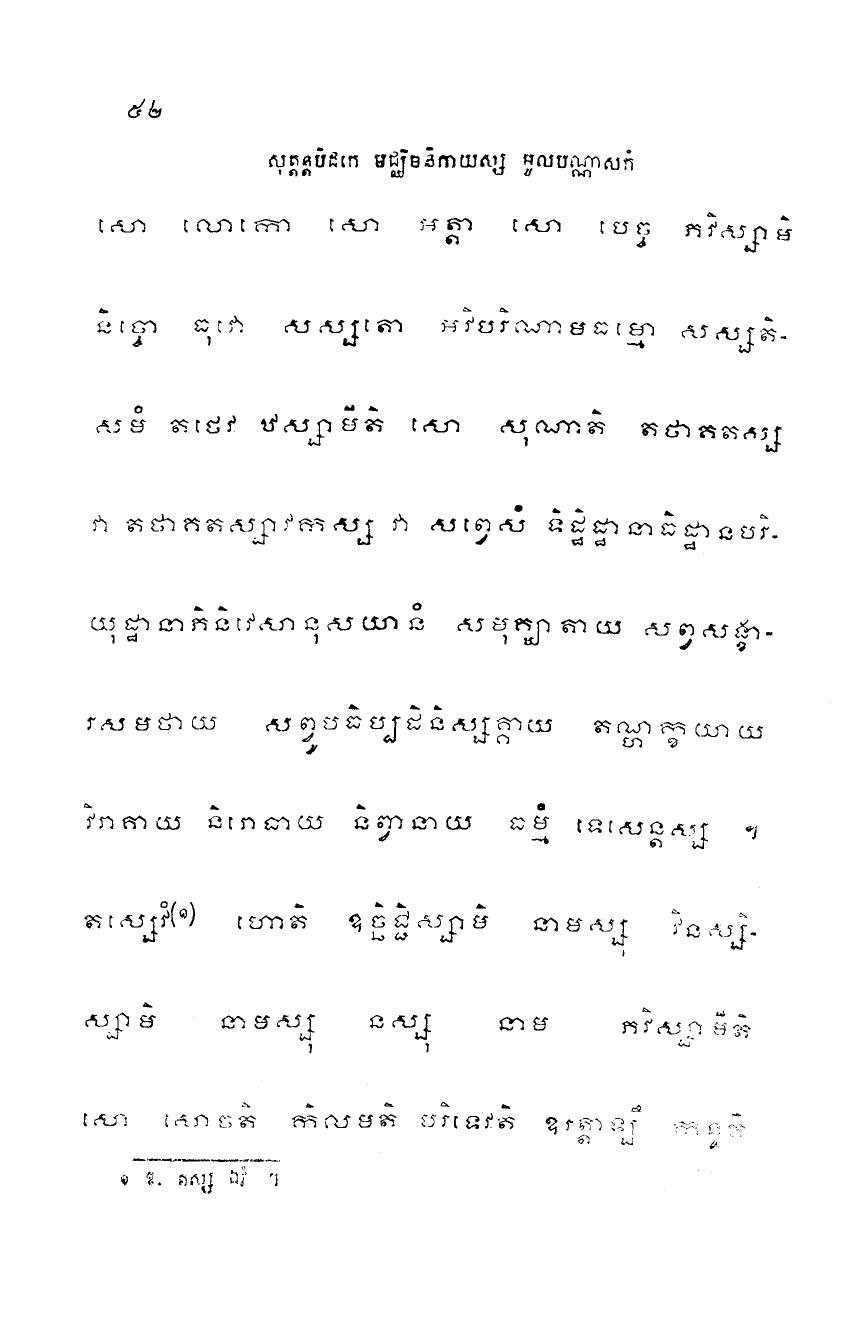 ៥២
សុត្តន្តបិដកេ មជ្ឈិមនិកាយស្ស មូលបណ្ណាសកំ
សោ លោកោ សោ អត្តា សោ បេច្ច ភវិស្សាមិ
និច្ចោ ធុវោ សស្សតោ អវិបរិណាមធម្មោ សស្សតិ-
សមំ តថេវ ឋស្សាមីតិ សោ សុណាតិ តថាគតស្ស
វា តថាគតស្សាវកស្ស វា សព្វេសំ ទិដ្ឋិដ្ឋានាធិដ្ឋានបរិ-
យុដ្ឋានាភិនិវេសានុសយានំ សមុគ្ឃាតាយ សព្វសង្ខា-
រសមថាយ សព្វូបធិប្បដិនិស្សគ្គាយ តណ្ហក្ខយាយ
វិរាគាយ និរោធាយ និព្វានាយ ធម្មំ ទេសេន្តស្ស ។
តស្សេវំ(១) ហោតិ ឧច្ឆិជ្ជិស្សាមិ នាមស្សុ វិនស្សិ-
ស្សាមិ នាមស្សុ នស្សុ នាម ភវិស្សាមីតិ
សោ សោចតិ កិលមតិ បរិទេវតិ ឧរត្តាឡឹ កន្ទតិ
១ ឱ. តស្ស ឯវំ ។